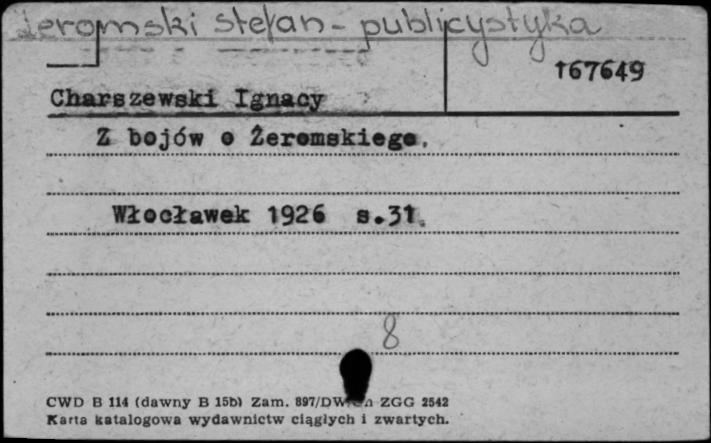 Żeromski Stefan - publicystyka
167649
Charszewski Ignacy
Z bojów o Żeromskiego.
Włocławek 1926 s.31.
8
CWD B 114 (dawny B 15b) Zam. 897/ ZGG 2542
Karta katalogowa wydawnictw ciągłych i zwartych.